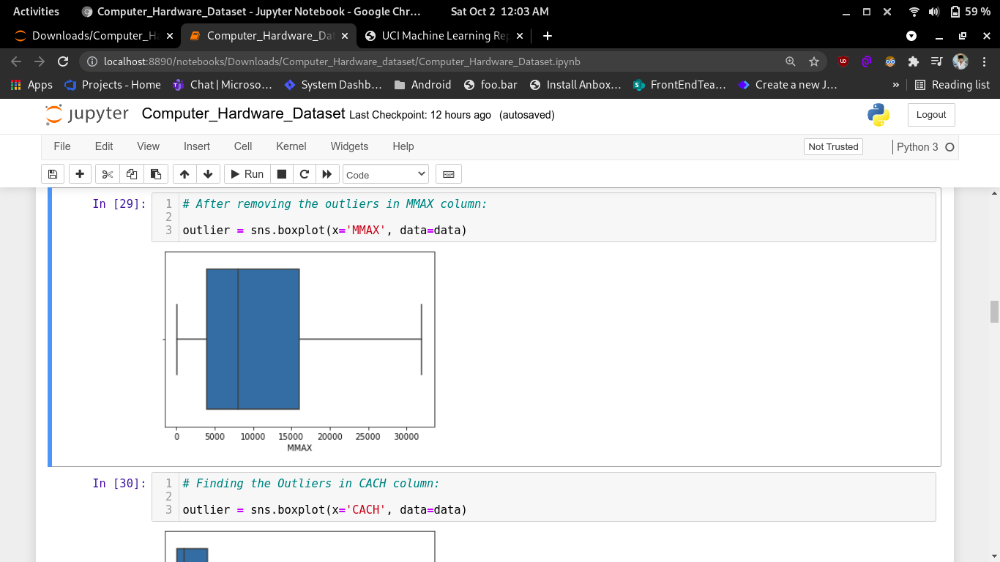 Activities Computer_Hardware_Dataset - Jupyter Notebook - Google Chr... Sat Oct 2 12:03 AM 59 %
Downloads/Computer_Ha Computer_Hardware_Dat UCI Machine Learning Rep
localhost:8890/notebooks/Downloads/Computer_Hardware_dataset/Computer_Hardware_Dataset.ipynb
Apps Projects - Home Chat | Microso... System Dashb... Android foo.bar Install Anbox... FrontEndTea... Create a new J... » Reading list
jupyter Computer_Hardware_Dataset Last Checkpoint: 12 hours ago (autosaved) Logout
File Edit View Insert Cell Kernel Widgets Help Not Trusted Python 3
Run Code
In [29]: 1 # After removing the outliers in MMAX column:
2
3 outlier = sns.boxplot(x='MMAX', data=data)
0 5000 10000 15000 20000 25000 30000
MMAX
In [30]: 1 # Finding the Outliers in CACH column:
2
3 outlier = sns.boxplot(x='CACH', data=data)